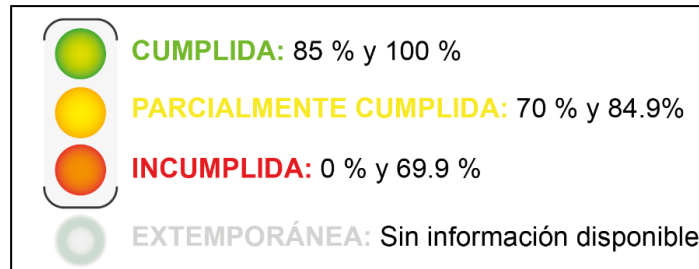 CUMPLIDA: 85 % y 100 %
PARCIALMENTE CUMPLIDA: 70 % y 84.9%
INCUMPLIDA: 0 % y 69.9 %
EXTEMPORÁNEA: Sin información disponible